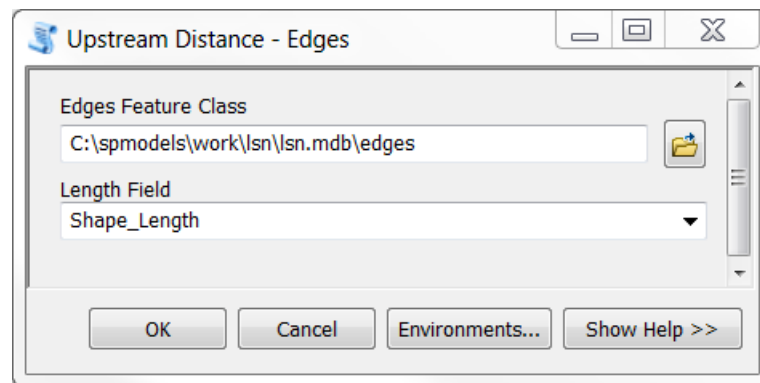 Upstream Distance - Edges
Edges Feature Class
C:\spmodels\work\lsn\lsn.mdb\edges
Length Field
Shape_Length
OK Cancel Environments... Show Help >>